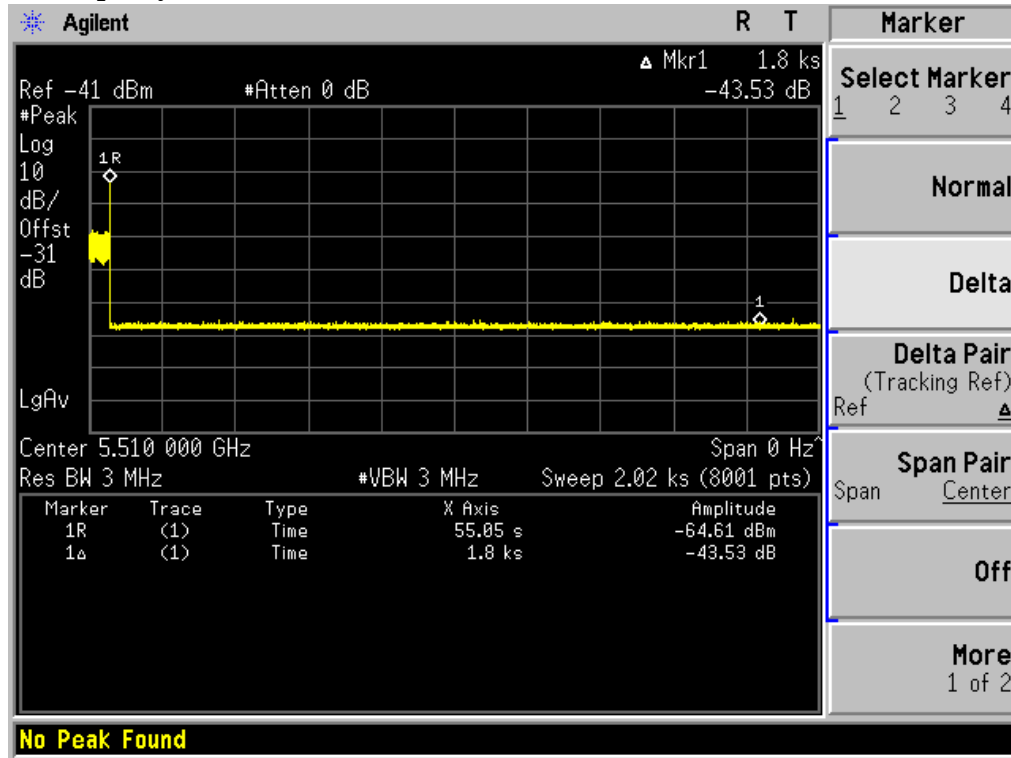 Agilent R T Marker
▵ Mkr1 1.8 ks
Ref −41 dBm #Atten 0 dB −43.53 dB
#Peak
Log
10
dB/
Offst
−31
dB
1R
1
LgAv
Center 5.510 000 GHz Span 0 Hz^
Res BW 3 MHz #VBW 3 MHz Sweep 2.02 ks (8001 pts)
Marker Trace Type X Axis Amplitude
1R (1) Time 55.05 s −64.61 dBm
1▵ (1) Time 1.8 ks −43.53 dB
Select Marker
1 2 3 4
Normal
Delta
Delta Pair
(Tracking Ref)
Ref ▵
Span Pair
Span Center
Off
More
1 of 2
No Peak Found